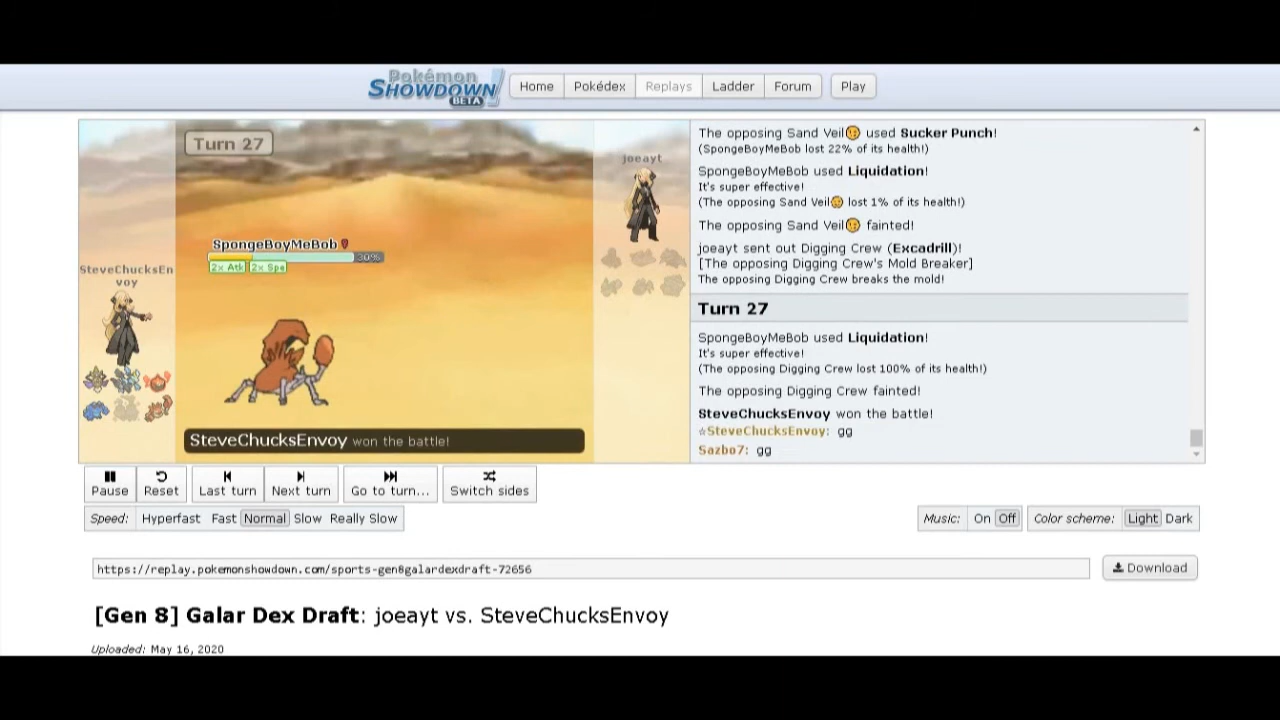 Pokémon
SHOWDOWN
BETA
Home
Pokédex
Replays
Ladder
Forum
Play
Turn 27
joeayt
SpongeBoyMeBob
30%
2x Atk 2x Spe
SteveChucksEn
voy
SteveChucksEnvoy won the battle!
The opposing Sand Veil😗 used Sucker Punch!
(SpongeBoyMeBob lost 22% of its health!)
SpongeBoyMeBob used Liquidation!
It's super effective!
(The opposing Sand Veil😗 lost 1% of its health!)
The opposing Sand Veil😗 fainted!
joeayt sent out Digging Crew (Excadrill)!
[The opposing Digging Crew's Mold Breaker]
The opposing Digging Crew breaks the mold!
Turn 27
SpongeBoyMeBob used Liquidation!
It's super effective!
(The opposing Digging Crew lost 100% of its health!)
The opposing Digging Crew fainted!
SteveChucksEnvoy won the battle!
☆SteveChucksEnvoy: gg
Sazbo7: gg
Pause
Reset
Last turn
Next turn
Go to turn...
Switch sides
Speed: Hyperfast Fast Normal Slow Really Slow
Music: On Off
Color scheme: Light Dark
https://replay.pokemonshowdown.com/sports-gen8galardexdraft-72656
Download
[Gen 8] Galar Dex Draft: joeayt vs. SteveChucksEnvoy
Uploaded: May 16, 2020